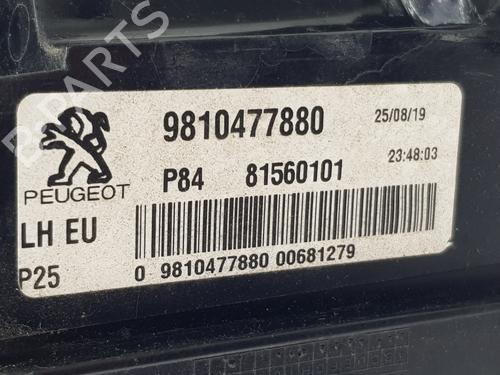 B-PARTS
9810477880 25/08/19
P84 81560101 23:48:03
PEUGEOT
LH EU
P25 0 9810477880 00681279